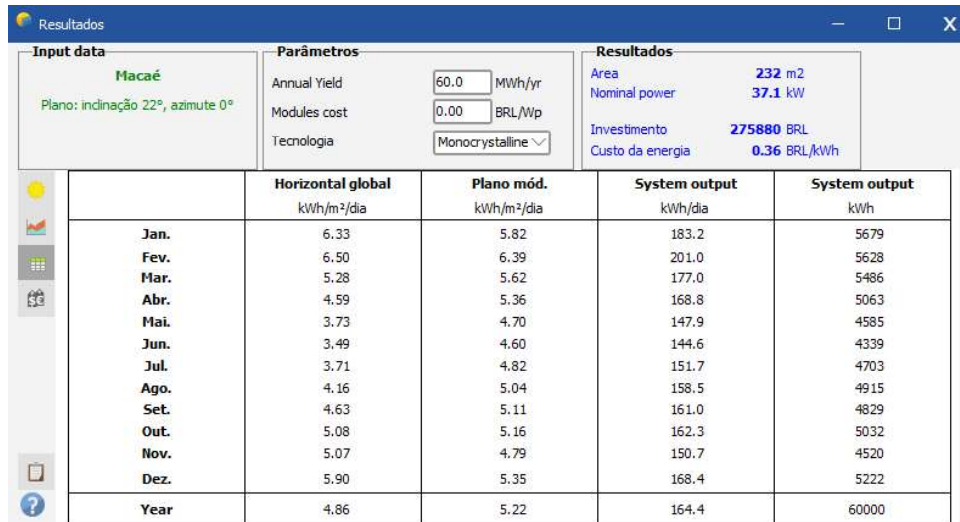 Resultados
Input data
Macaé
Plano: inclinação 22°, azimute 0°
Parâmetros
Annual Yield 60.0 MWh/yr
Modules cost 0.00 BRL/Wp
Tecnologia Monocrystalline
Resultados
Area 232 m2
Nominal power 37.1 kW
Investimento 275880 BRL
Custo da energia 0.36 BRL/kWh
Horizontal global Plano mód. System output System output
kWh/m²/dia kWh/m²/dia kWh/dia kWh
Jan. 6.33 5.82 183.2 5679
Fev. 6.50 6.39 201.0 5628
Mar. 5.28 5.62 177.0 5486
Abr. 4.59 5.36 168.8 5063
Mai. 3.73 4.70 147.9 4585
Jun. 3.49 4.60 144.6 4339
Jul. 3.71 4.82 151.7 4703
Ago. 4.16 5.04 158.5 4915
Set. 4.63 5.11 161.0 4829
Out. 5.08 5.16 162.3 5032
Nov. 5.07 4.79 150.7 4520
Dez. 5.90 5.35 168.4 5222
Year 4.86 5.22 164.4 60000